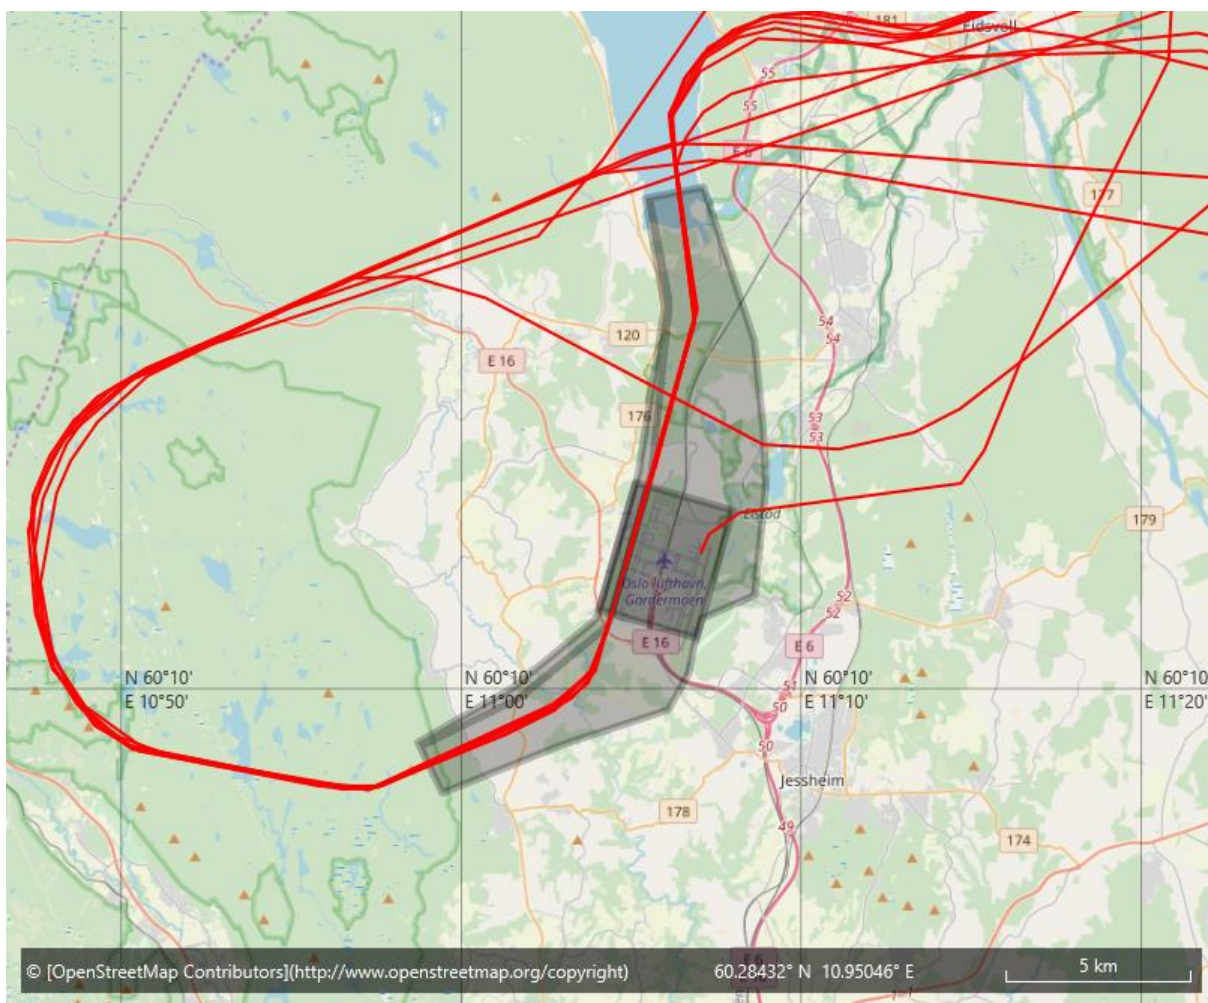 181
Eidsvoll
55
55
E 6
177
54
54
120
E 16
176
53
53
179
Oslo lufthavn,
Gardermoen
52
52
E 16
E 6
N 60°10'
E 10°50'
N 60°10'
E 11°00'
N 60°10'
E 11°10'
N 60°10'
E 11°20'
51
50
50
Jessheim
178
49
174
E 6
© [OpenStreetMap Contributors](http://www.openstreetmap.org/copyright)
60.28432° N 10.95046° E
5 km